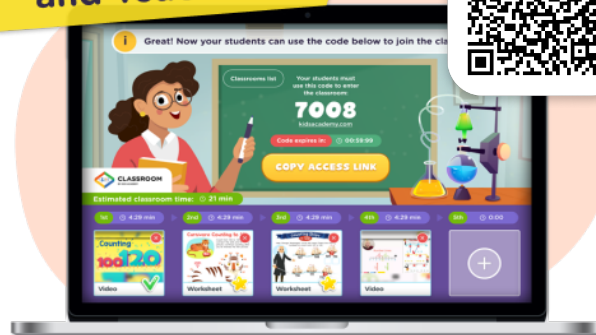 and
Great! Now your students can use the code below to join the cla
Classrooms list
Your students must
use this code to enter
the classroom:
7008
kidsacademy.com
Code expires in: 00:59:99
COPY ACCESS LINK
CLASSROOM
Estimated classroom time: 21 min
1st 4:29 min
2nd 4:29 min
3rd 4:29 min
4th 4:29 min
5th 0:00
Counting
100 120
Video
Worksheet
Worksheet
Video